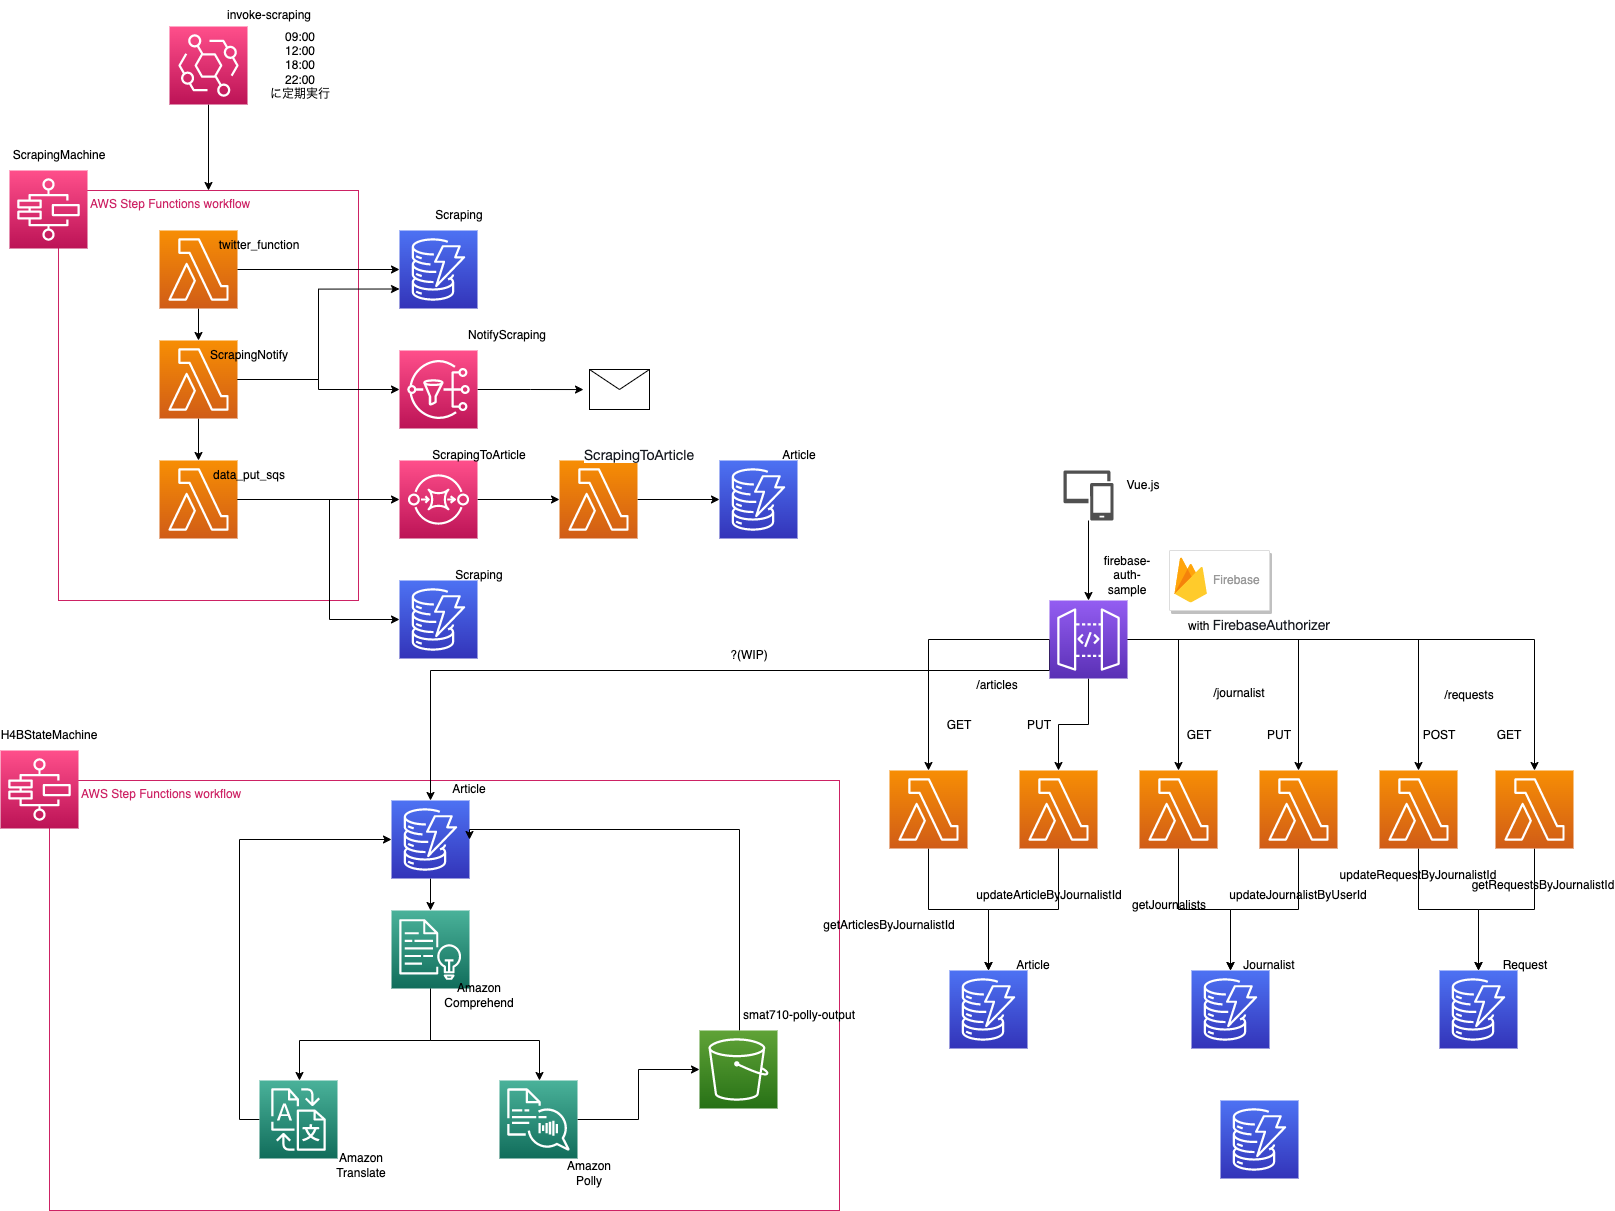 invoke-scraping
09:00
12:00
18:00
22:00
に定期実行
ScrapingMachine
AWS Step Functions workflow
twitter_function
Scraping
ScrapingNotify
NotifyScraping
data_put_sqs
ScrapingToArticle
ScrapingToArticle
Article
Scraping
Vue.js
firebase-
auth-
sample
Firebase
with FirebaseAuthorizer
?(WIP)
/articles
/journalist
/requests
GET
PUT
GET
PUT
POST
GET
H4BStateMachine
AWS Step Functions workflow
Article
updateRequestByJournalistId
getRequestsByJournalistId
updateArticleByJournalistId
updateJournalistByUserId
getJournalists
getArticlesByJournalistId
Article
Journalist
Request
Amazon
Comprehend
smat710-polly-output
A
文
Amazon
Translate
Amazon
Polly